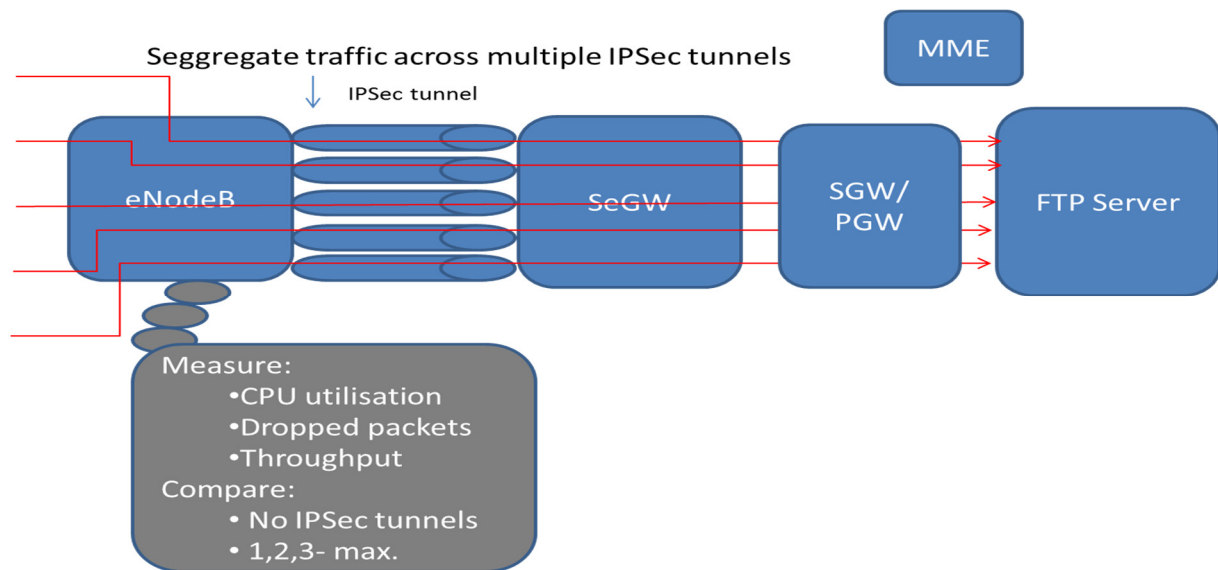 MME
Seggregate traffic across multiple IPSec tunnels
IPSec tunnel
eNodeB
SeGW
SGW/
PGW
FTP Server
Measure:
•CPU utilisation
•Dropped packets
•Throughput
Compare:
• No IPSec tunnels
• 1,2,3- max.